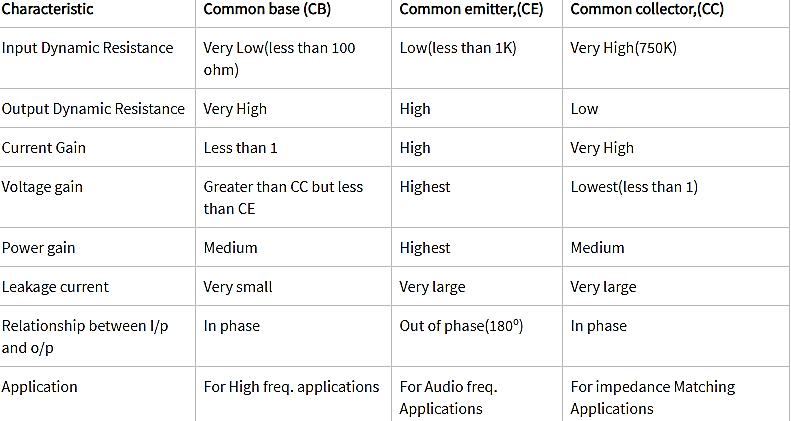 Characteristic Common base (CB) Common emitter,(CE) Common collector,(CC)
Input Dynamic Resistance Very Low(less than 100 Low(less than 1K) Very High(750K)
ohm)
Output Dynamic Resistance Very High High Low
Current Gain Less than 1 High Very High
Voltage gain Greater than CC but less Highest Lowest(less than 1)
than CE
Power gain Medium Highest Medium
Leakage current Very small Very large Very large
Relationship between I/p In phase Out of phase(180º) In phase
and o/p
Application For High freq. applications For Audio freq. For impedance Matching
Applications Applications